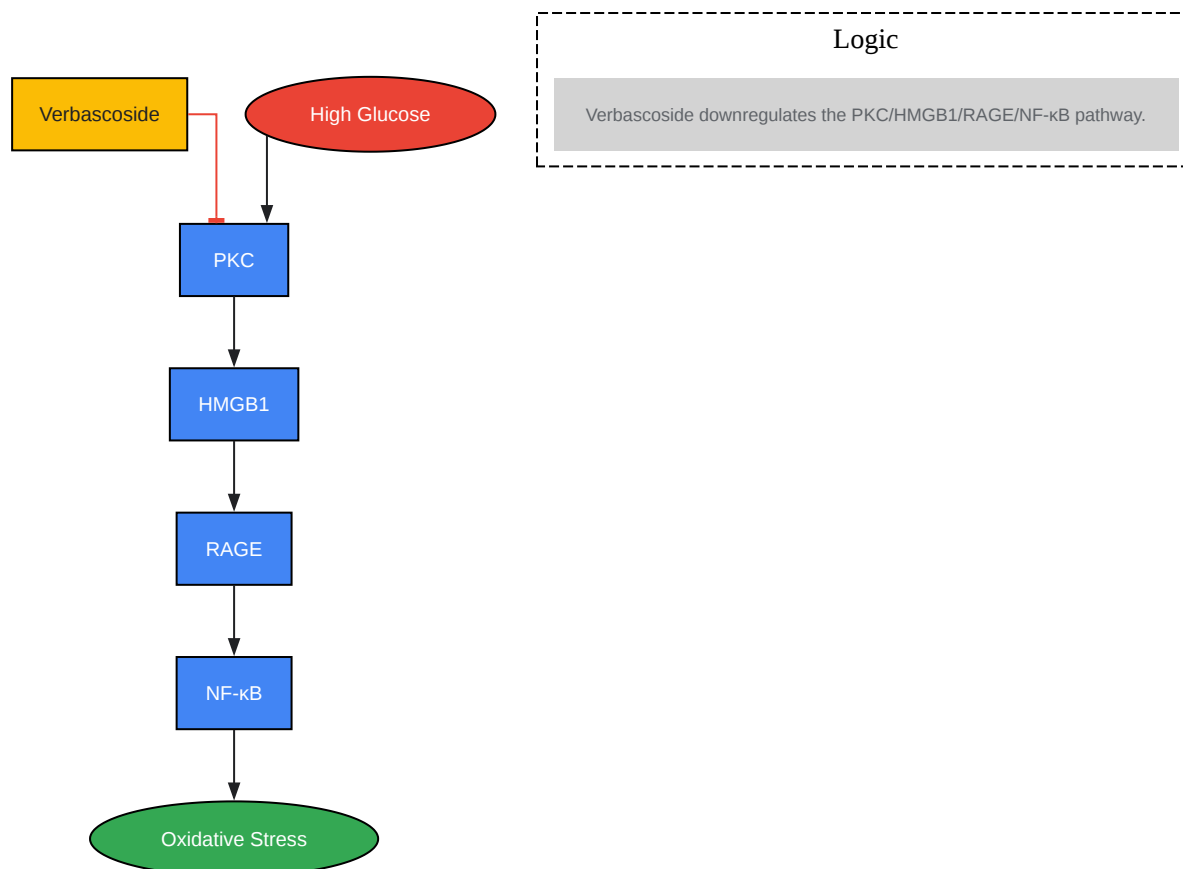 Logic
Verbascoside
High Glucose
Verbascoside downregulates the PKC/HMGB1/RAGE/NF-κB pathway.
PKC
HMGB1
RAGE
NF-κB
Oxidative Stress